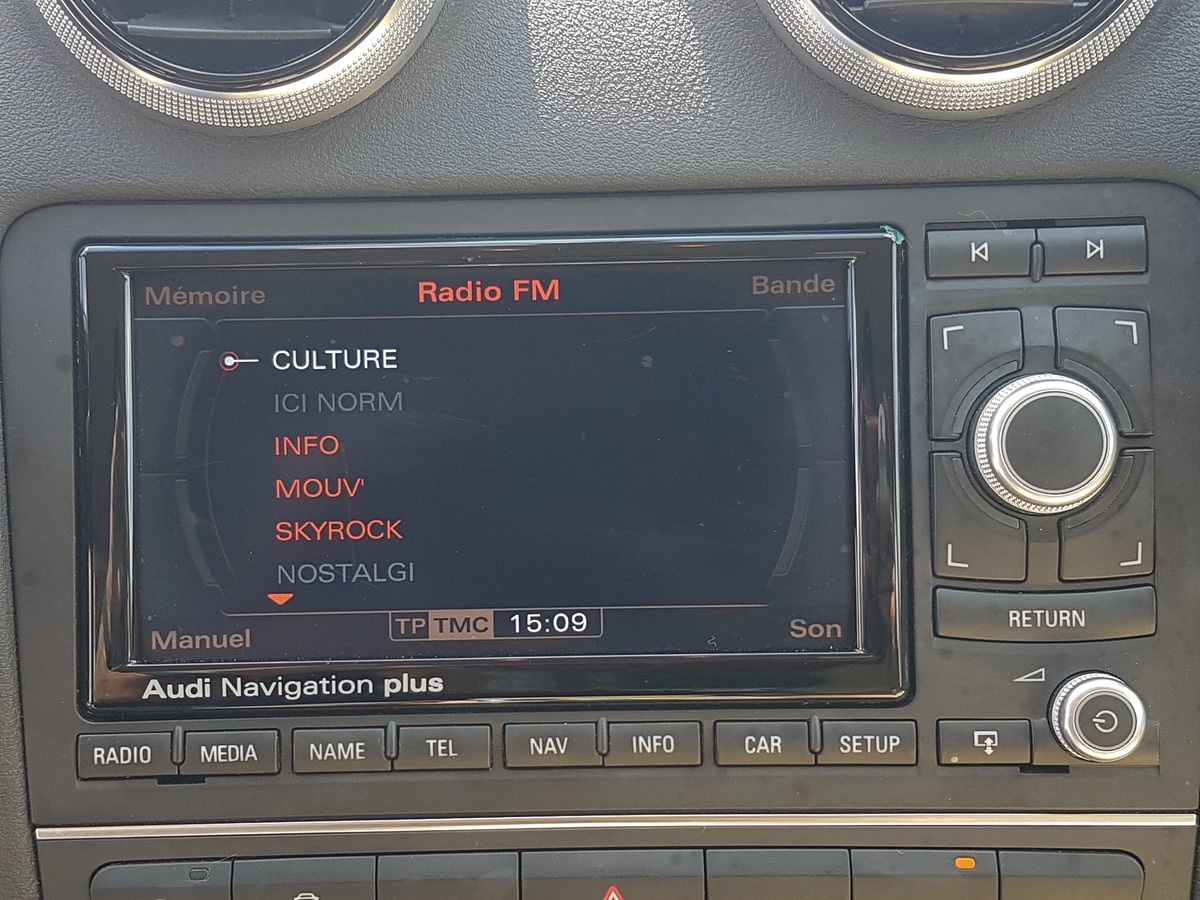 Mémoire Radio FM Bande
CULTURE
ICI NORM
INFO
MOUV'
SKYROCK
NOSTALGI
Manuel TP TMC 15:09 Son
Audi Navigation plus
RETURN
RADIO MEDIA NAME TEL NAV INFO CAR SETUP